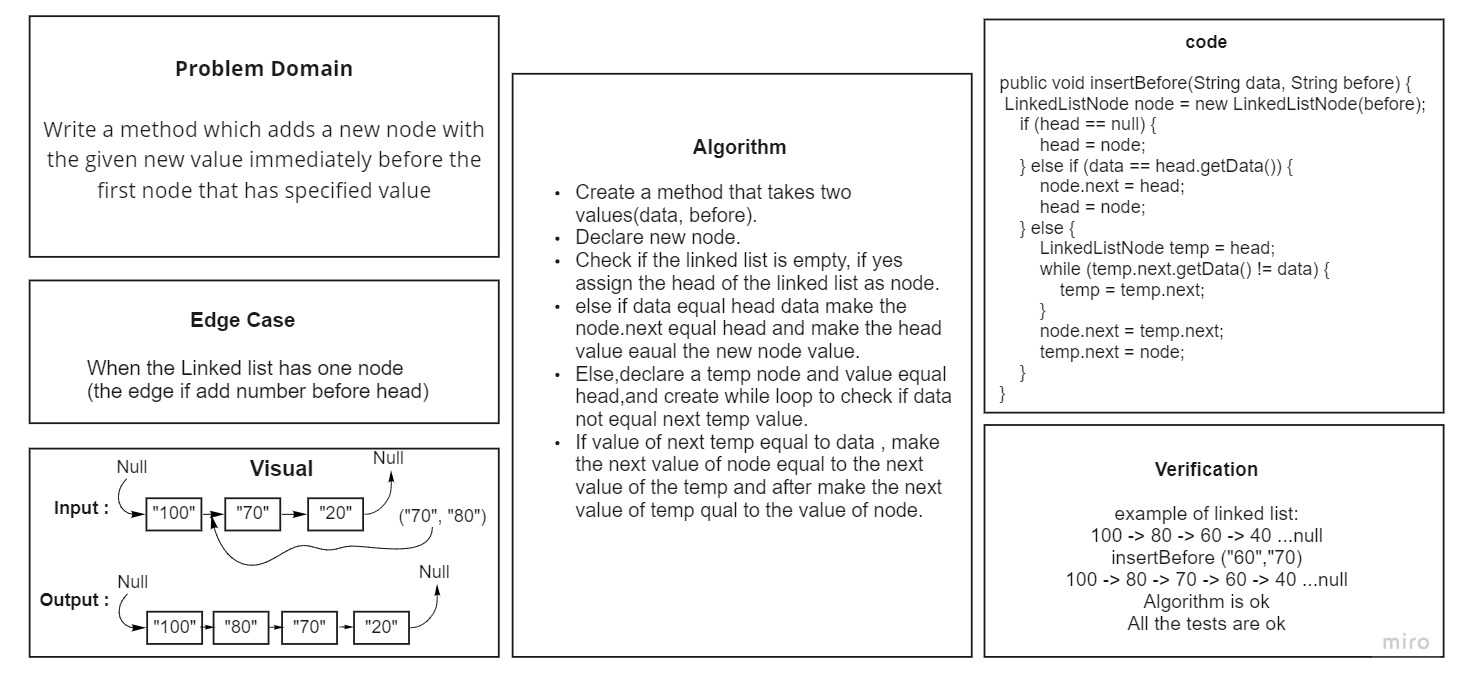 Problem Domain
Write a method which adds a new node with
the given new value immediately before the
first node that has specified value
Edge Case
When the Linked list has one node
(the edge if add number before head)
Visual
Null
Null
Input :
"100"
"70"
"20"
("70", "80")
Null
Null
Output :
"100"
"80"
"70"
"20"
Algorithm
• Create a method that takes two
values(data, before).
• Declare new node.
• Check if the linked list is empty, if yes
assign the head of the linked list as node.
• else if data equal head data make the
node.next equal head and make the head
value eaual the new node value.
• Else,declare a temp node and value equal
head,and create while loop to check if data
not equal next temp value.
• If value of next temp equal to data , make
the next value of node equal to the next
value of the temp and after make the next
value of temp qual to the value of node.
code
public void insertBefore(String data, String before) {
LinkedListNode node = new LinkedListNode(before);
if (head == null) {
head = node;
} else if (data == head.getData()) {
node.next = head;
head = node;
} else {
LinkedListNode temp = head;
while (temp.next.getData() != data) {
temp = temp.next;
}
node.next = temp.next;
temp.next = node;
}
}
Verification
example of linked list:
100 -> 80 -> 60 -> 40 ...null
insertBefore ("60","70)
100 -> 80 -> 70 -> 60 -> 40 ...null
Algorithm is ok
All the tests are ok
miro